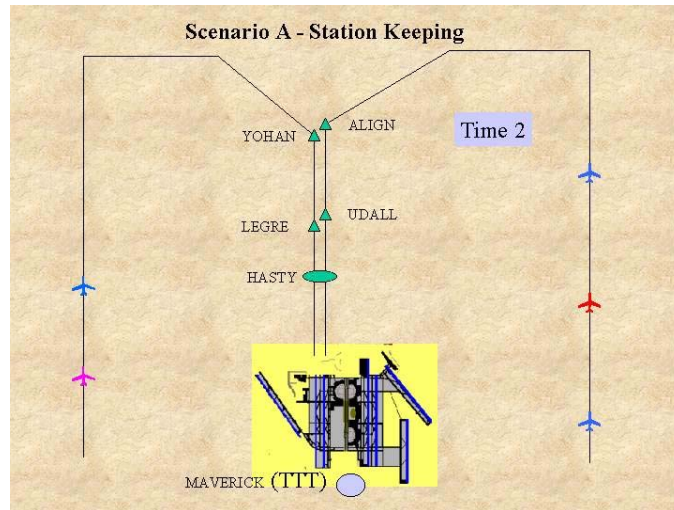 Scenario A - Station Keeping
ALIGN
YOHAN
Time 2
UDALL
LEGRE
HASTY
MAVERICK (TTT)